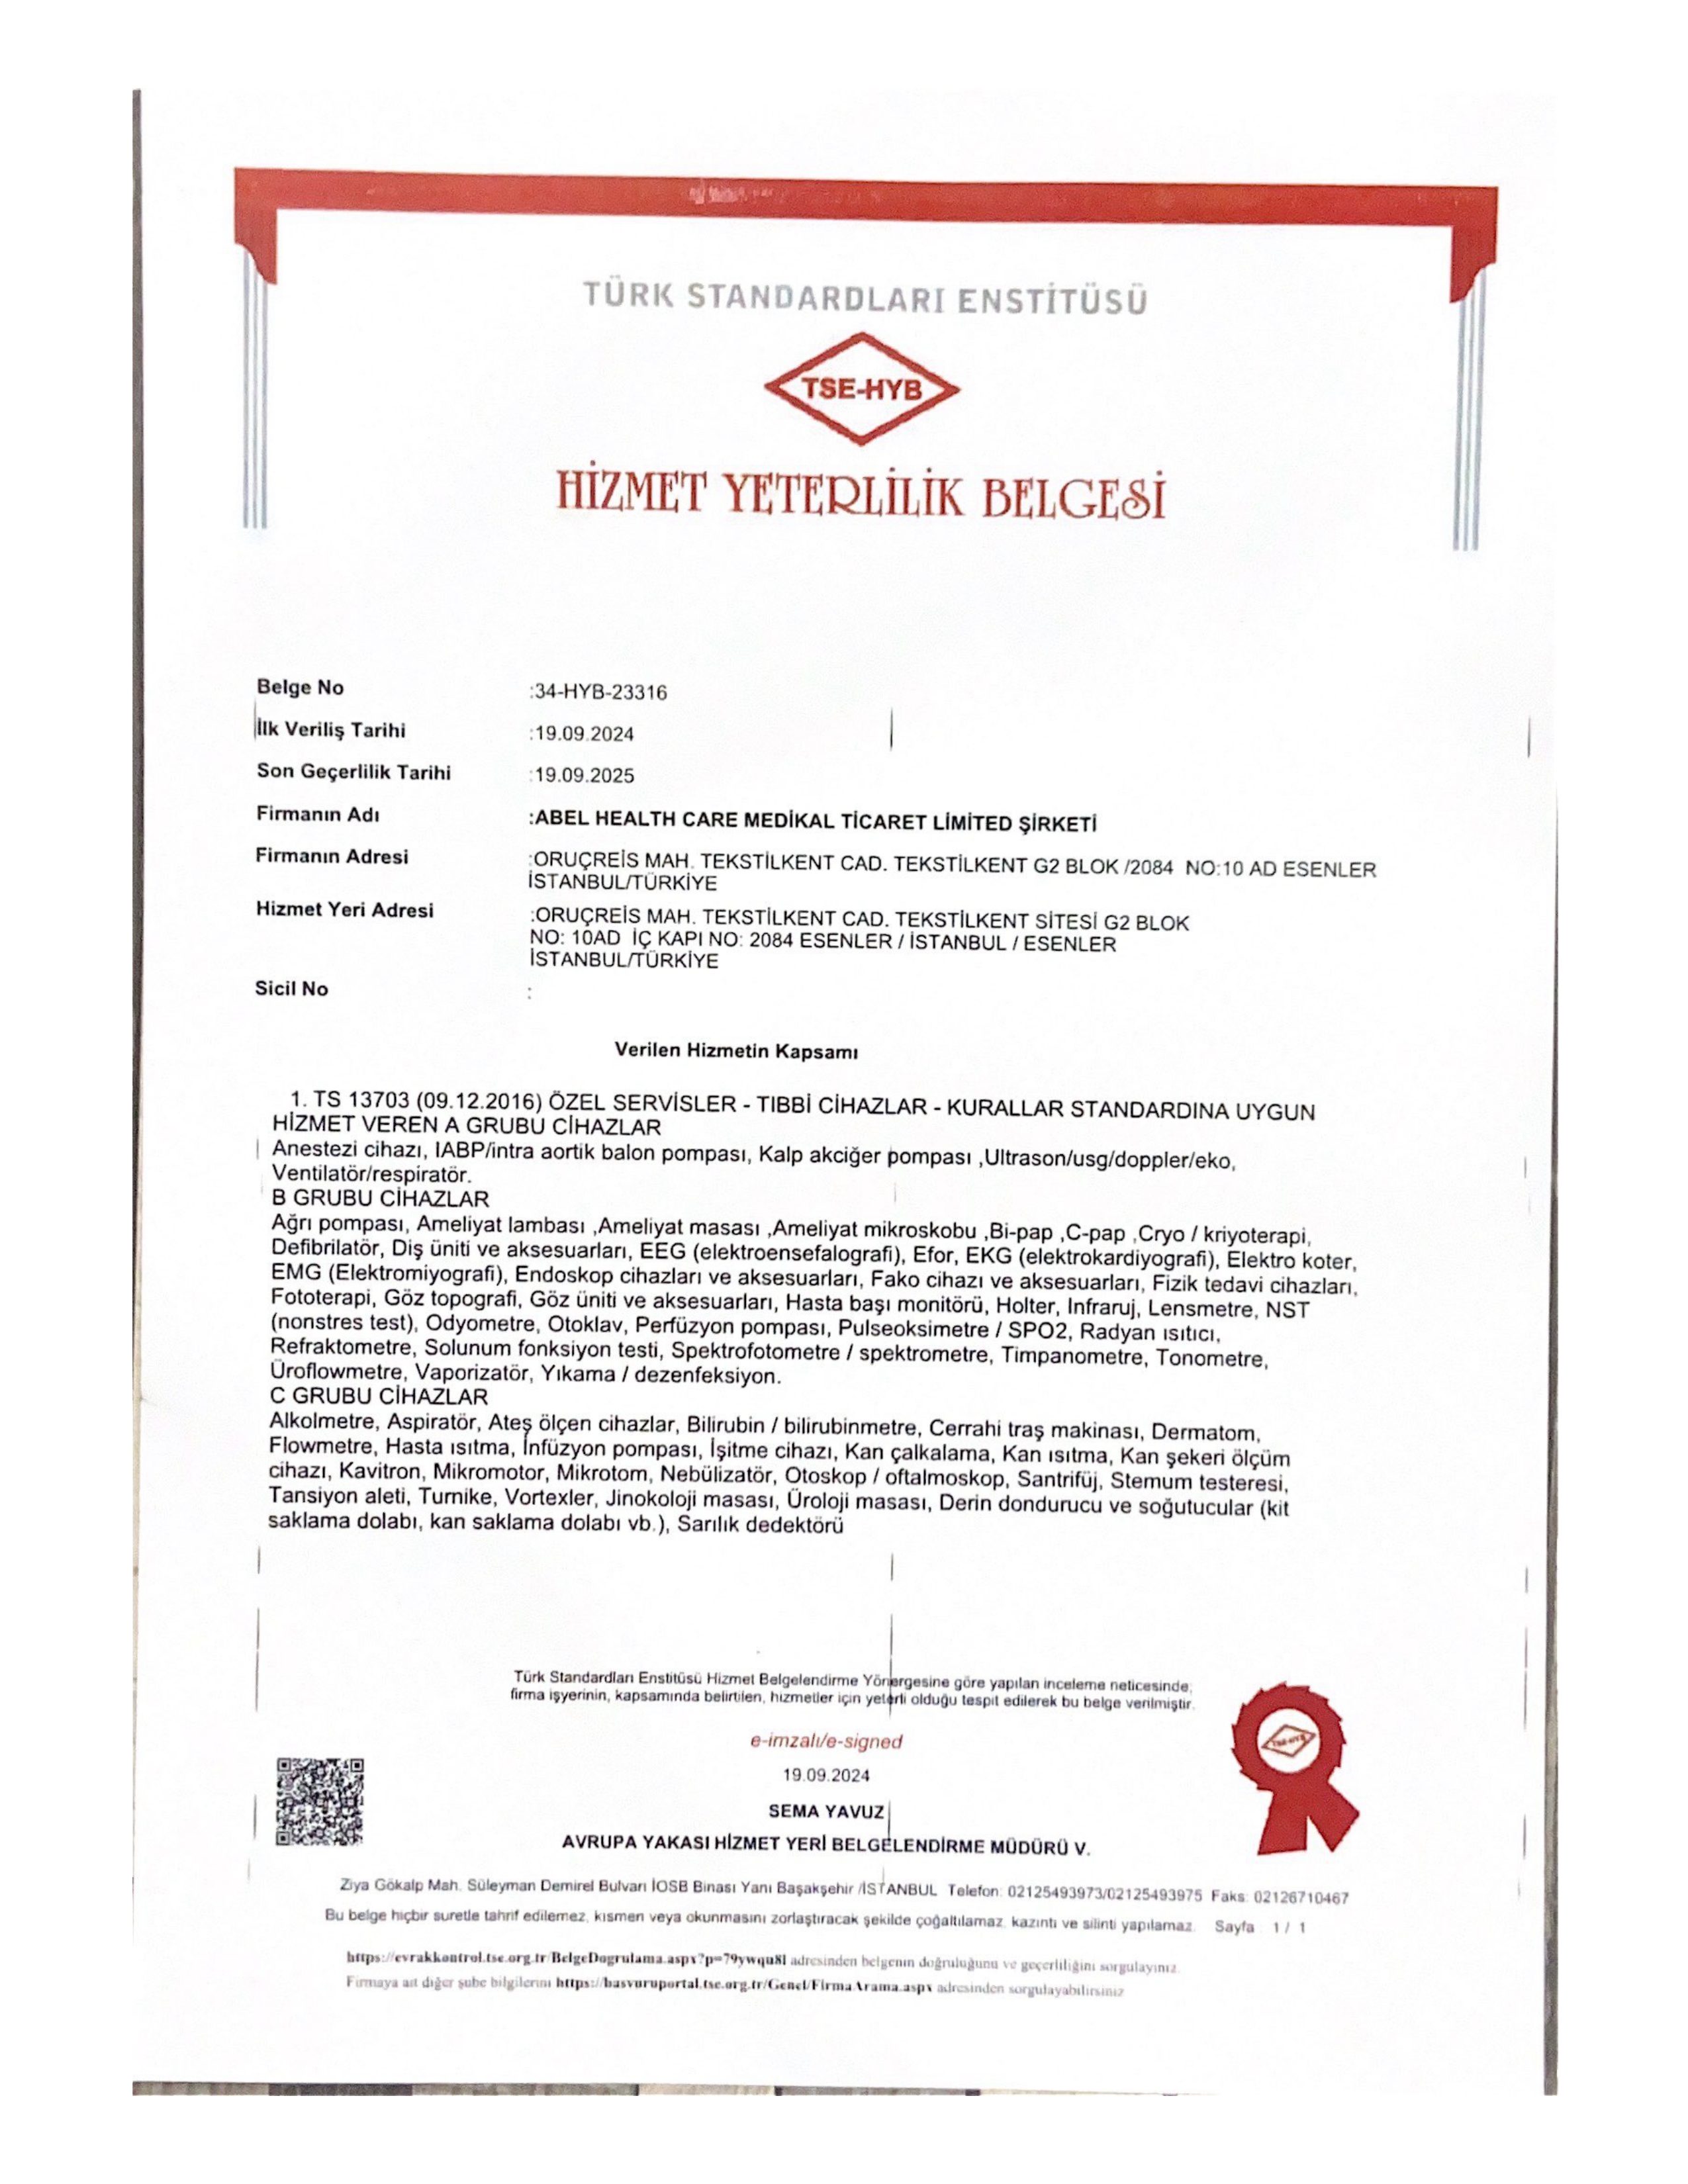 TÜRK STANDARDLARI ENSTİTÜSÜ
TSE-HYB
HİZMET YETERLİLİK BELGESİ
Belge No :34-HYB-23316
İlk Veriliş Tarihi :19.09.2024
Son Geçerlilik Tarihi :19.09.2025
Firmanın Adı :ABEL HEALTH CARE MEDİKAL TİCARET LİMİTED ŞİRKETİ
Firmanın Adresi :ORUÇREİS MAH. TEKSTİLKENT CAD. TEKSTİLKENT G2 BLOK /2084 NO:10 AD ESENLER
İSTANBUL/TÜRKİYE
Hizmet Yeri Adresi :ORUÇREİS MAH. TEKSTİLKENT CAD. TEKSTİLKENT SİTESİ G2 BLOK
NO: 10AD İÇ KAPI NO: 2084 ESENLER / İSTANBUL / ESENLER
İSTANBUL/TÜRKİYE
Sicil No :
Verilen Hizmetin Kapsamı
1. TS 13703 (09.12.2016) ÖZEL SERVİSLER - TIBBİ CİHAZLAR - KURALLAR STANDARDINA UYGUN
HİZMET VEREN A GRUBU CİHAZLAR
Anestezi cihazı, IABP/intra aortik balon pompası, Kalp akciğer pompası ,Ultrason/usg/doppler/eko,
Ventilatör/respiratör.
B GRUBU CİHAZLAR
Ağrı pompası, Ameliyat lambası ,Ameliyat masası ,Ameliyat mikroskobu ,Bi-pap ,C-pap ,Cryo / kriyoterapi,
Defibrilatör, Diş üniti ve aksesuarları, EEG (elektroensefalografi), Efor, EKG (elektrokardiyografi), Elektro koter,
EMG (Elektromiyografi), Endoskop cihazları ve aksesuarları, Fako cihazı ve aksesuarları, Fizik tedavi cihazları,
Fototerapi, Göz topografi, Göz üniti ve aksesuarları, Hasta başı monitörü, Holter, Infraruj, Lensmetre, NST
(nonstres test), Odyometre, Otoklav, Perfüzyon pompası, Pulseoksimetre / SPO2, Radyan ısıtıcı,
Refraktometre, Solunum fonksiyon testi, Spektrofotometre / spektrometre, Timpanometre, Tonometre,
Üroflowmetre, Vaporizatör, Yıkama / dezenfeksiyon.
C GRUBU CİHAZLAR
Alkolmetre, Aspiratör, Ateş ölçen cihazlar, Bilirubin / bilirubinmetre, Cerrahi traş makinası, Dermatom,
Flowmetre, Hasta ısıtma, İnfüzyon pompası, İşitme cihazı, Kan çalkalama, Kan ısıtma, Kan şekeri ölçüm
cihazı, Kavitron, Mikromotor, Mikrotom, Nebülizatör, Otoskop / oftalmoskop, Santrifüj, Stemum testeresi,
Tansiyon aleti, Turnike, Vortexler, Jinokoloji masası, Üroloji masası, Derin dondurucu ve soğutucular (kit
saklama dolabı, kan saklama dolabı vb.), Sarılık dedektörü
Türk Standardları Enstitüsü Hizmet Belgelendirme Yönergesine göre yapılan inceleme neticesinde,
firma işyerinin, kapsamında belirtilen, hizmetler için yeterli olduğu tespit edilerek bu belge verilmiştir.
e-imzalı/e-signed
19.09.2024
SEMA YAVUZ
AVRUPA YAKASI HİZMET YERİ BELGELENDİRME MÜDÜRÜ V.
TSE-HYB
Ziya Gökalp Mah. Süleyman Demirel Bulvarı İOSB Binası Yanı Başakşehir /İSTANBUL Telefon: 02125493973/02125493975 Faks: 02126710467
Bu belge hiçbir suretle tahrif edilemez, kısmen veya okunmasını zorlaştıracak şekilde çoğaltılamaz, kazıntı ve silinti yapılamaz. Sayfa : 1 / 1
https://evrakkontrol.tse.org.tr/BelgeDogrulama.aspx?p=79ywqu8l adresinden belgenin doğruluğunu ve geçerliliğini sorgulayınız.
Firmaya ait diğer şube bilgilerini https://basvuruportal.tse.org.tr/Genel/FirmaArama.aspx adresinden sorgulayabilirsiniz